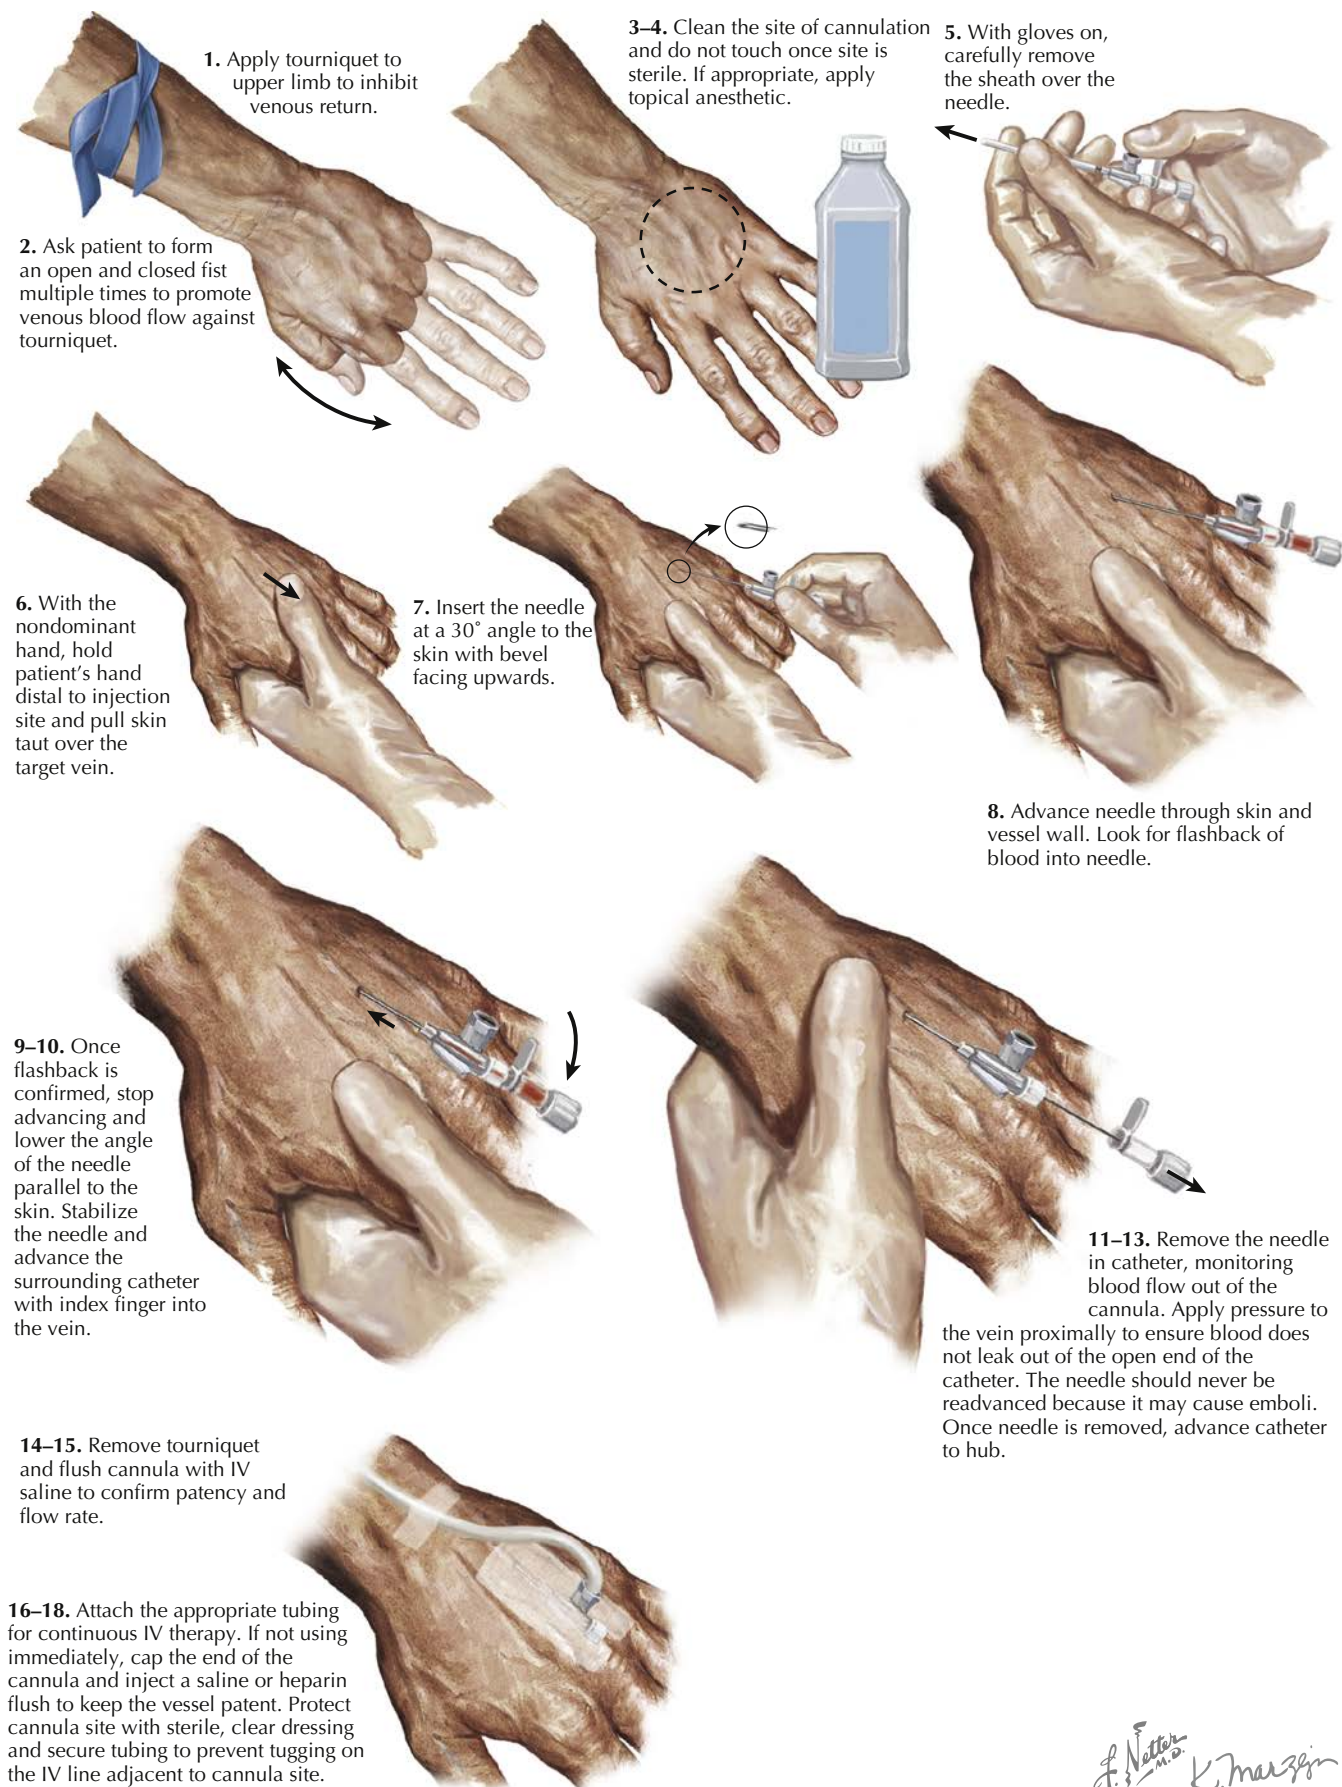 1. Apply tourniquet to
upper limb to inhibit
venous return.
2. Ask patient to form
an open and closed fist
multiple times to promote
venous blood flow against
tourniquet.
3–4. Clean the site of cannulation
and do not touch once site is
sterile. If appropriate, apply
topical anesthetic.
5. With gloves on,
carefully remove
the sheath over the
needle.
6. With the
nondominant
hand, hold
patient's hand
distal to injection
site and pull skin
taut over the
target vein.
7. Insert the needle
at a 30° angle to the
skin with bevel
facing upwards.
8. Advance needle through skin and
vessel wall. Look for flashback of
blood into needle.
9–10. Once
flashback is
confirmed, stop
advancing and
lower the angle
of the needle
parallel to the
skin. Stabilize
the needle and
advance the
surrounding catheter
with index finger into
the vein.
11–13. Remove the needle
in catheter, monitoring
blood flow out of the
cannula. Apply pressure to
the vein proximally to ensure blood does
not leak out of the open end of the
catheter. The needle should never be
readvanced because it may cause emboli.
Once needle is removed, advance catheter
to hub.
14–15. Remove tourniquet
and flush cannula with IV
saline to confirm patency and
flow rate.
16–18. Attach the appropriate tubing
for continuous IV therapy. If not using
immediately, cap the end of the
cannula and inject a saline or heparin
flush to keep the vessel patent. Protect
cannula site with sterile, clear dressing
and secure tubing to prevent tugging on
the IV line adjacent to cannula site.
f. Netter
M.D.
K. Marzejn